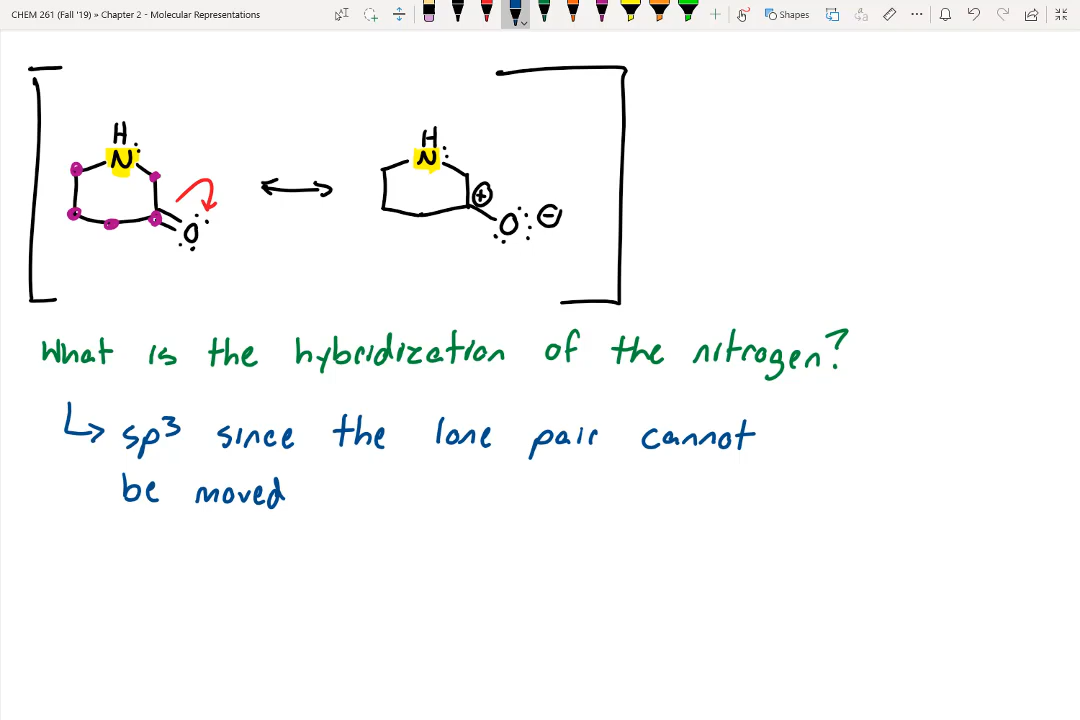 CHEM 261 (Fall '19) » Chapter 2 - Molecular Representations
Shapes
H
N
O
H
N
O
What is the hybridization of the nitrogen?
sp³ since the lone pair cannot
be moved